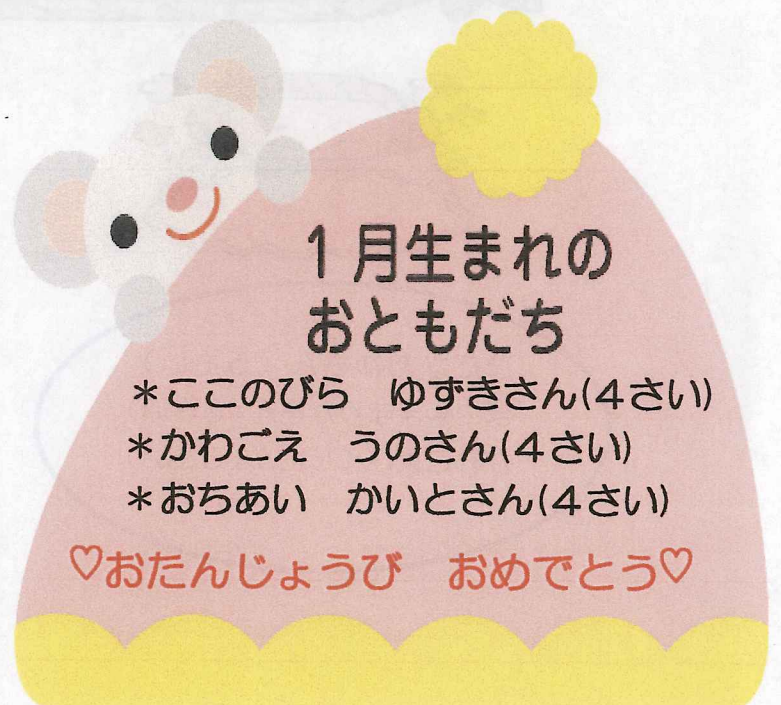 1月生まれの
おともだち
＊ここのびら　ゆずきさん(4さい)
＊かわごえ　うのさん(4さい)
＊おちあい　かいとさん(4さい)
♡おたんじょうび　おめでとう♡